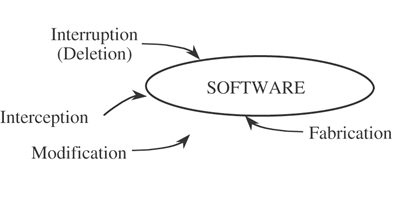 Interruption
(Deletion)
SOFTWARE
Interception
Fabrication
Modification